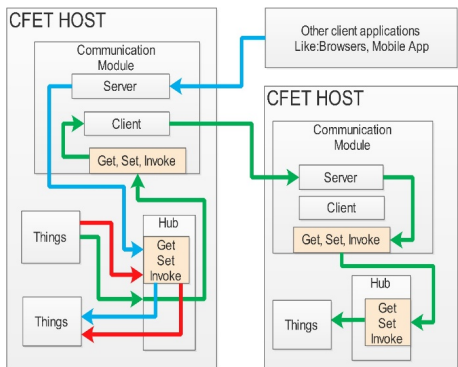 CFET HOST
Communication
Module
Server
Client
Get, Set, Invoke
Things
Hub
Get
Set
Invoke
Things
Other client applications
Like:Browsers, Mobile App
CFET HOST
Communication
Module
Server
Client
Get, Set, Invoke
Hub
Get
Set
Invoke
Things